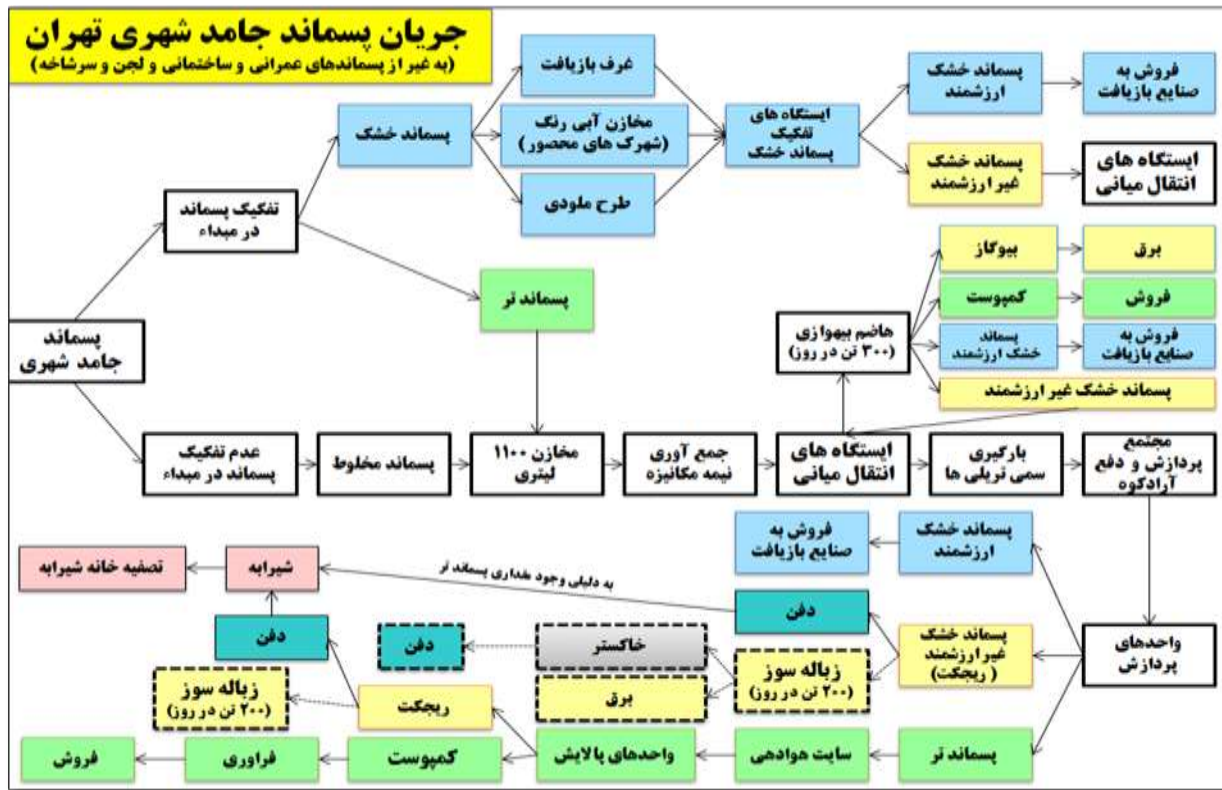 جریان پسماند جامد شهری تهران
(به غیر از پسماندهای عمرانی و ساختمانی و لجن و سرشاخه)
غرف بازیافت
پسماند خشک
ارزشمند
فروش به
صنایع بازیافت
پسماند خشک
مخازن آبی رنگ
(شهرک های محصور)
ایستگاه های
تفکیک
پسماند خشک
طرح ملودی
پسماند خشک
غیر ارزشمند
ایستگاه های
انتقال میانی
تفکیک پسماند
در مبداء
بیوگاز
برق
پسماند تر
کمپوست
فروش
پسماند
جامد شهری
هاضم بیهوازی
(۳۰۰ تن در روز)
پسماند
خشک ارزشمند
فروش به
صنایع بازیافت
پسماند خشک غیر ارزشمند
عدم تفکیک
پسماند در مبداء
پسماند مخلوط
مخازن ۱۱۰۰
لیتری
جمع آوری
نیمه مکانیزه
ایستگاه های
انتقال میانی
بارگیری
سمی تریلی ها
مجتمع
پردازش و دفع
آرادکوه
پسماند خشک
ارزشمند
فروش به
صنایع بازیافت
شیرابه
تصفیه خانه شیرابه
به دلیلی وجود مقداری پسماند تر
واحدهای
پردازش
پسماند خشک
غیر ارزشمند
(ریجکت)
دفن
دفن
خاکستر
دفن
زباله سوز
(۲۰۰ تن در روز)
برق
ریجکت
زباله سوز
(۲۰۰ تن در روز)
پسماند تر
سایت هوادهی
واحدهای پالایش
کمپوست
فراوری
فروش